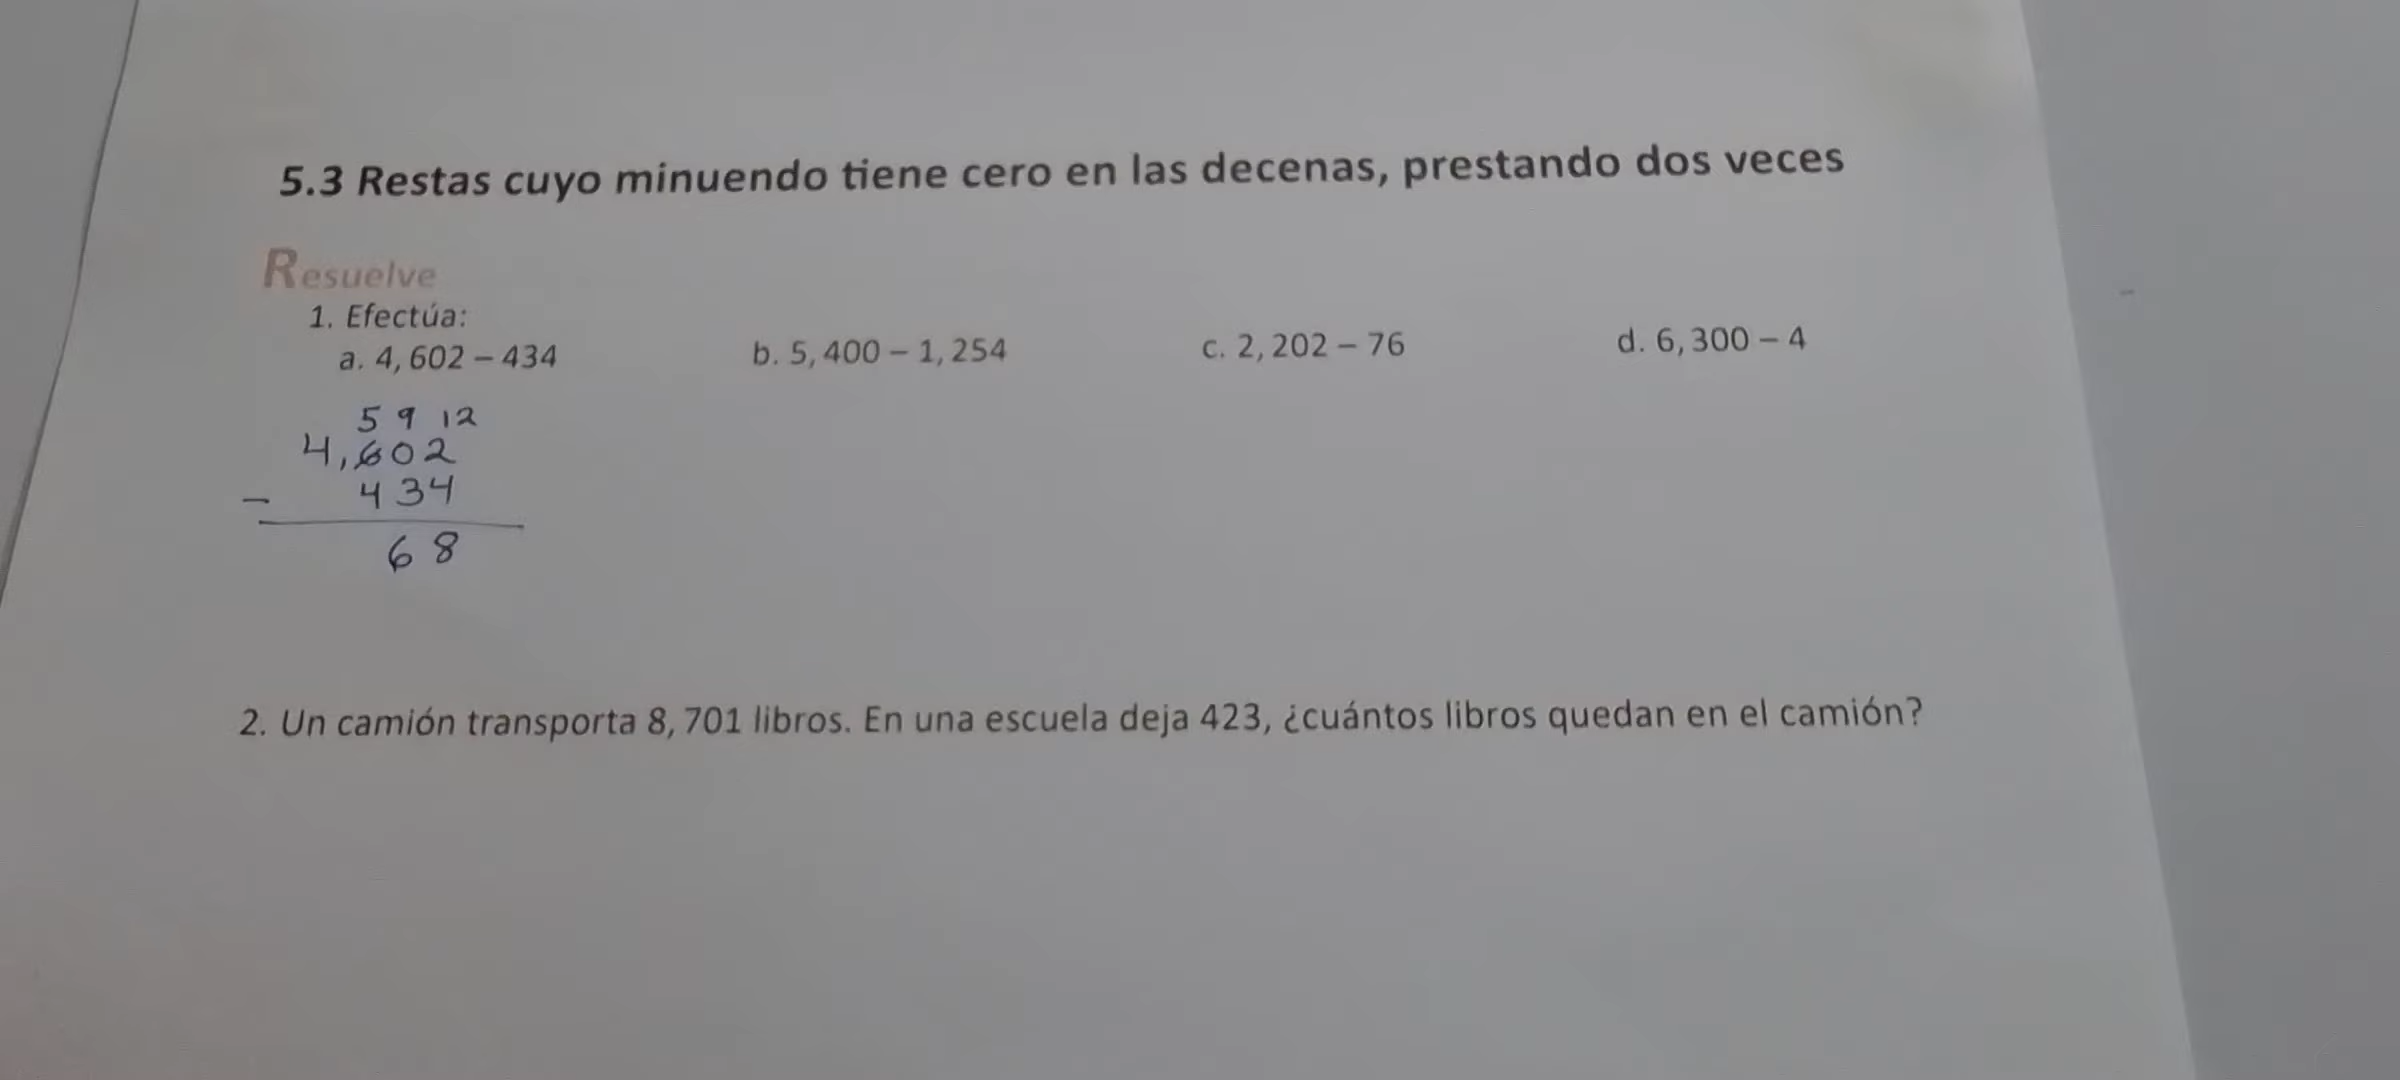 5.3 Restas cuyo minuendo tiene cero en las decenas, prestando dos veces
Resuelve
1. Efectúa:
a. 4, 602 – 434 b. 5, 400 – 1, 254 c. 2, 202 – 76 d. 6, 300 – 4
5 9 12
4,602
– 434
68
2. Un camión transporta 8, 701 libros. En una escuela deja 423, ¿cuántos libros quedan en el camión?